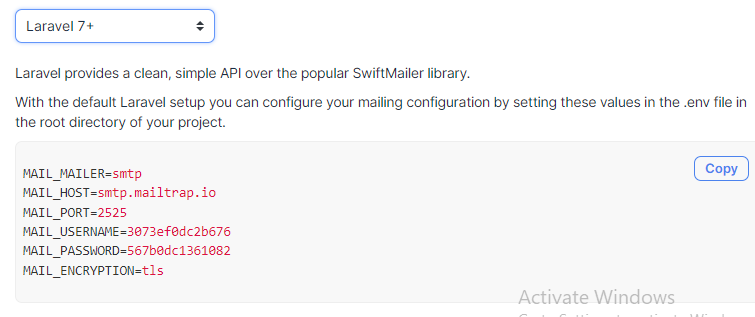 Laravel 7+
Laravel provides a clean, simple API over the popular SwiftMailer library.
With the default Laravel setup you can configure your mailing configuration by setting these values in the .env file in
the root directory of your project.
Copy
MAIL_MAILER=smtp
MAIL_HOST=smtp.mailtrap.io
MAIL_PORT=2525
MAIL_USERNAME=3073ef0dc2b676
MAIL_PASSWORD=567b0dc1361082
MAIL_ENCRYPTION=tls
Activate Windows